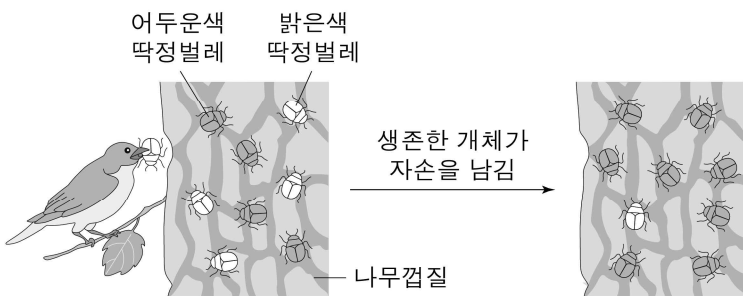 어두운색
딱정벌레
밝은색
딱정벌레
생존한 개체가
자손을 남김
나무껍질